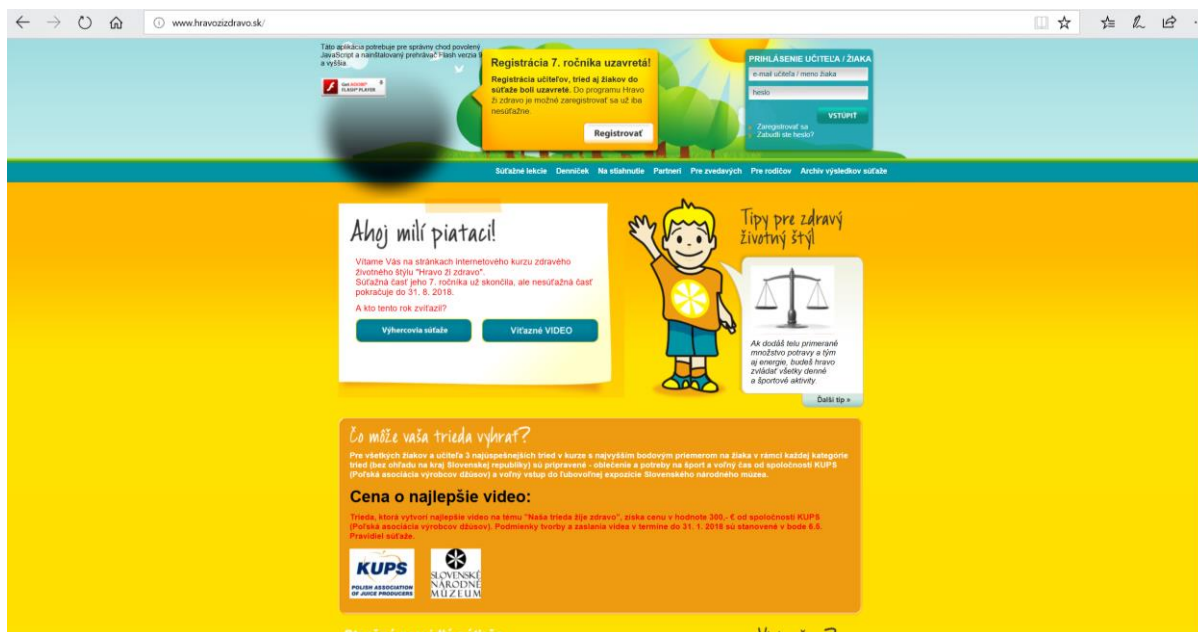 www.hravozizdravo.sk/
Táto aplikácia potrebuje pre správny chod povolený
JavaScript a nainštalovaný prehrávač Flash verzia
a vyššia.
Get ADOBE®
FLASH® PLAYER
Registrácia 7. ročníka uzavretá!
Registrácia učiteľov, tried aj žiakov do
súťaže boli uzavreté. Do programu Hravo
ži zdravo je možné zaregistrovať sa už iba
nesúťažne.
Registrovať
PRIHLÁSENIE UČITEĽA / ŽIAKA
e-mail učiteľa / meno žiaka
heslo
VSTÚPIŤ
Zaregistrovať sa
Zabudli ste heslo?
Súťažné lekcie Denníček Na stiahnutie Partneri Pre zvedavých Pre rodičov Archív výsledkov súťaže
Ahoj milí piataci!
Vítame Vás na stránkach internetového kurzu zdravého
životného štýlu "Hravo ži zdravo".
Súťažná časť jeho 7. ročníka už skončila, ale nesúťažná časť
pokračuje do 31. 8. 2018.
A kto tento rok zvíťazil?
Výhercovia súťaže
Víťazné VIDEO
Tipy pre zdravý
životný štýl
Ak dodáš telu primerané
množstvo potravy a tým
aj energie, budeš hravo
zvládať všetky denné
a športové aktivity.
Ďalší tip »
Čo môže vaša trieda vyhrať?
Pre všetkých žiakov a učiteľa 3 najúspešnejších tried v kurze s najvyšším bodovým priemerom na žiaka v rámci každej kategórie
tried (bez ohľadu na kraj Slovenskej republiky) sú pripravené - oblečenie a potreby na šport a voľný čas od spoločnosti KUPS
(Poľská asociácia výrobcov džúsov) a voľný vstup do ľubovoľnej expozície Slovenského národného múzea.
Cena o najlepšie video:
Trieda, ktorá vytvorí najlepšie video na tému "Naša trieda žije zdravo", získa cenu v hodnote 300,- € od spoločnosti KUPS
(Poľská asociácia výrobcov džúsov). Podmienky tvorby a zaslania videa v termíne do 31. 1. 2018 sú stanovené v bode 6.5.
Pravidiel súťaže.
KUPS
POLISH ASSOCIATION
OF JUICE PRODUCERS
SLOVENSKÉ
NÁRODNÉ
MÚZEUM